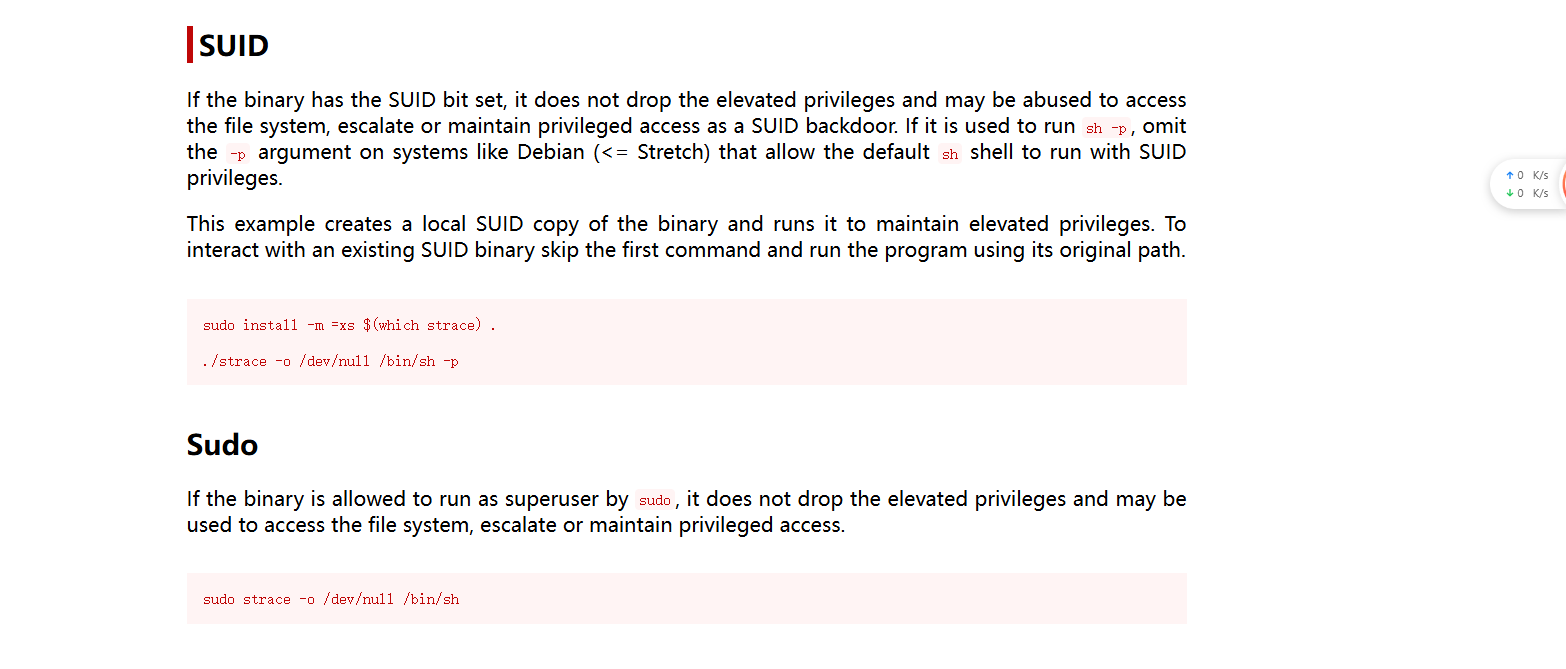 SUID
If the binary has the SUID bit set, it does not drop the elevated privileges and may be abused to access
the file system, escalate or maintain privileged access as a SUID backdoor. If it is used to run sh -p, omit
the -p argument on systems like Debian (<= Stretch) that allow the default sh shell to run with SUID
privileges.
This example creates a local SUID copy of the binary and runs it to maintain elevated privileges. To
interact with an existing SUID binary skip the first command and run the program using its original path.
sudo install -m =xs $(which strace) .
./strace -o /dev/null /bin/sh -p
Sudo
If the binary is allowed to run as superuser by sudo, it does not drop the elevated privileges and may be
used to access the file system, escalate or maintain privileged access.
sudo strace -o /dev/null /bin/sh
↑ 0 K/s
↓ 0 K/s